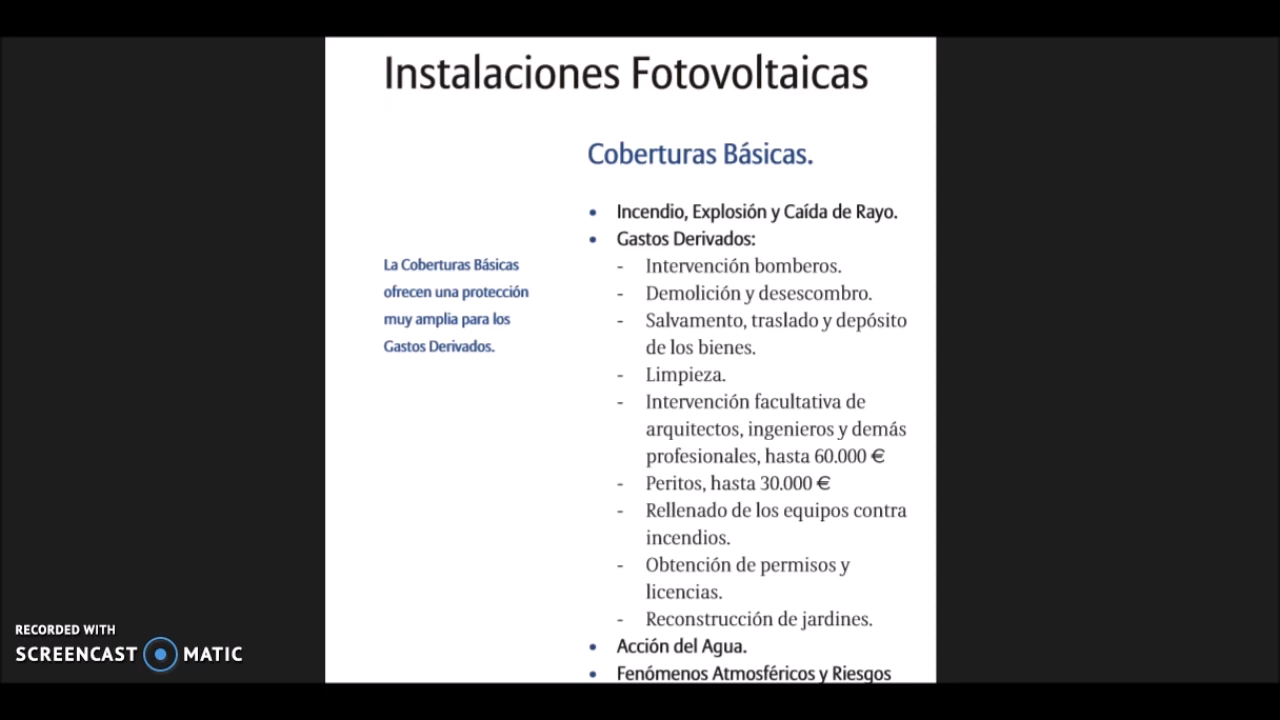 Instalaciones Fotovoltaicas
Coberturas Básicas.
• Incendio, Explosión y Caída de Rayo.
• Gastos Derivados:
La Coberturas Básicas
ofrecen una protección
muy amplia para los
Gastos Derivados.
- Intervención bomberos.
- Demolición y desescombro.
- Salvamento, traslado y depósito
de los bienes.
- Limpieza.
- Intervención facultativa de
arquitectos, ingenieros y demás
profesionales, hasta 60.000 €
- Peritos, hasta 30.000 €
- Rellenado de los equipos contra
incendios.
- Obtención de permisos y
licencias.
- Reconstrucción de jardines.
• Acción del Agua.
• Fenómenos Atmosféricos y Riesgos
RECORDED WITH
SCREENCAST MATIC